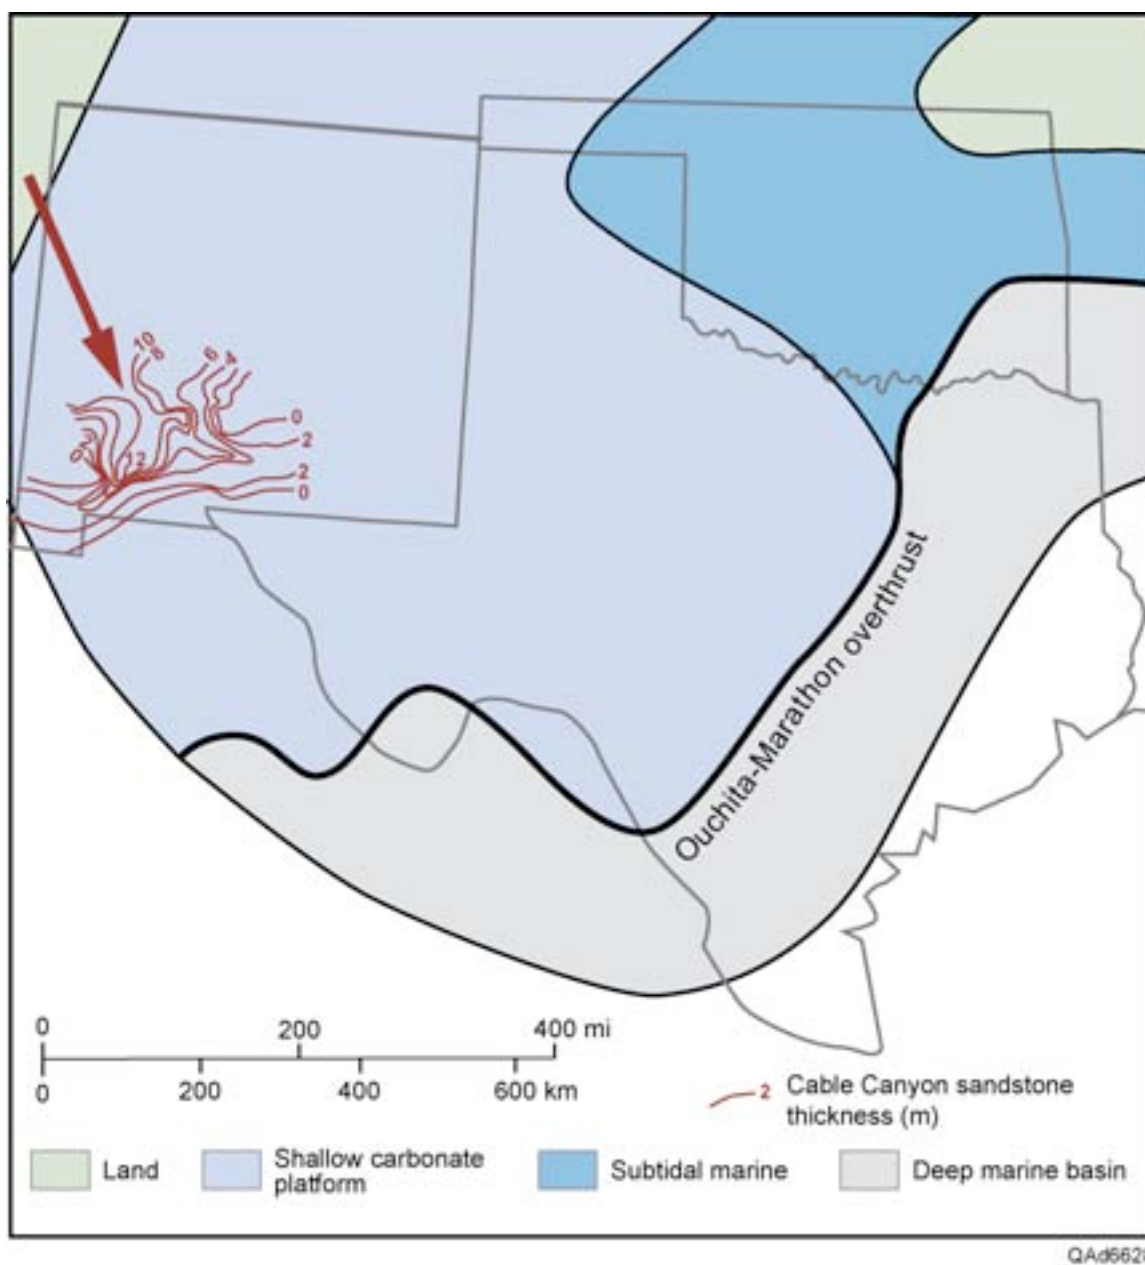 10
8
6
4
0
2
12
2
0
Ouchita-Marathon overthrust
0 200 400 mi
0 200 400 600 km
2 Cable Canyon sandstone
thickness (m)
Land
Shallow carbonate
platform
Subtidal marine
Deep marine basin